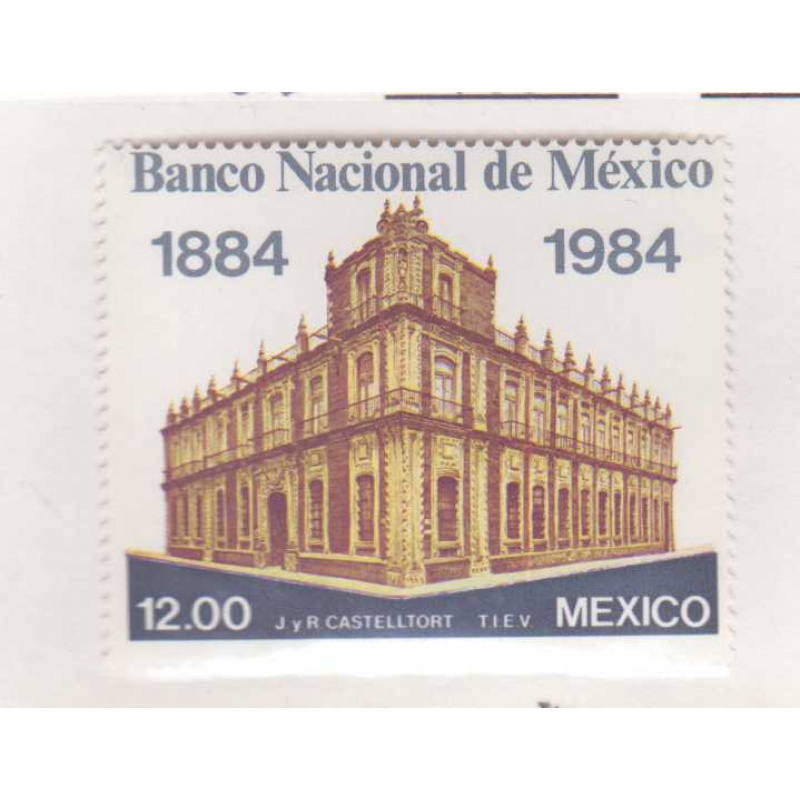 Banco Nacional de México
1884 1984
12.00 J y R CASTELLTORT T I E V MEXICO